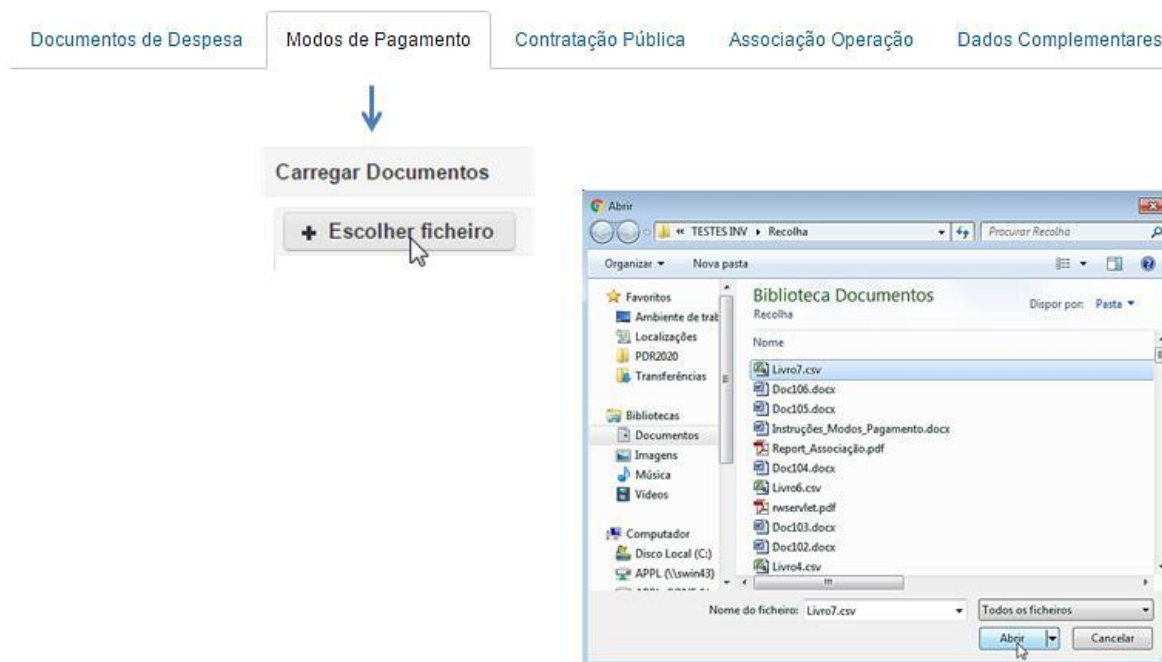 Documentos de Despesa Modos de Pagamento Contratação Pública Associação Operação Dados Complementares
Carregar Documentos
+ Escolher ficheiro
Abrir
« TESTES INV ▸ Recolha Procurar Recolha
Organizar Nova pasta
Favoritos
Ambiente de trab
Localizações
PDR2020
Transferências
Bibliotecas
Documentos
Imagens
Música
Vídeos
Computador
Disco Local (C:)
APPL (\\swin43)
Biblioteca Documentos
Recolha
Dispor por: Pasta
Nome
Livro7.csv
Doc106.docx
Doc105.docx
Instruções_Modos_Pagamento.docx
Report_Associação.pdf
Doc104.docx
Livro6.csv
rwservlet.pdf
Doc103.docx
Doc102.docx
Livro4.csv
Nome do ficheiro: Livro7.csv Todos os ficheiros
Abrir Cancelar